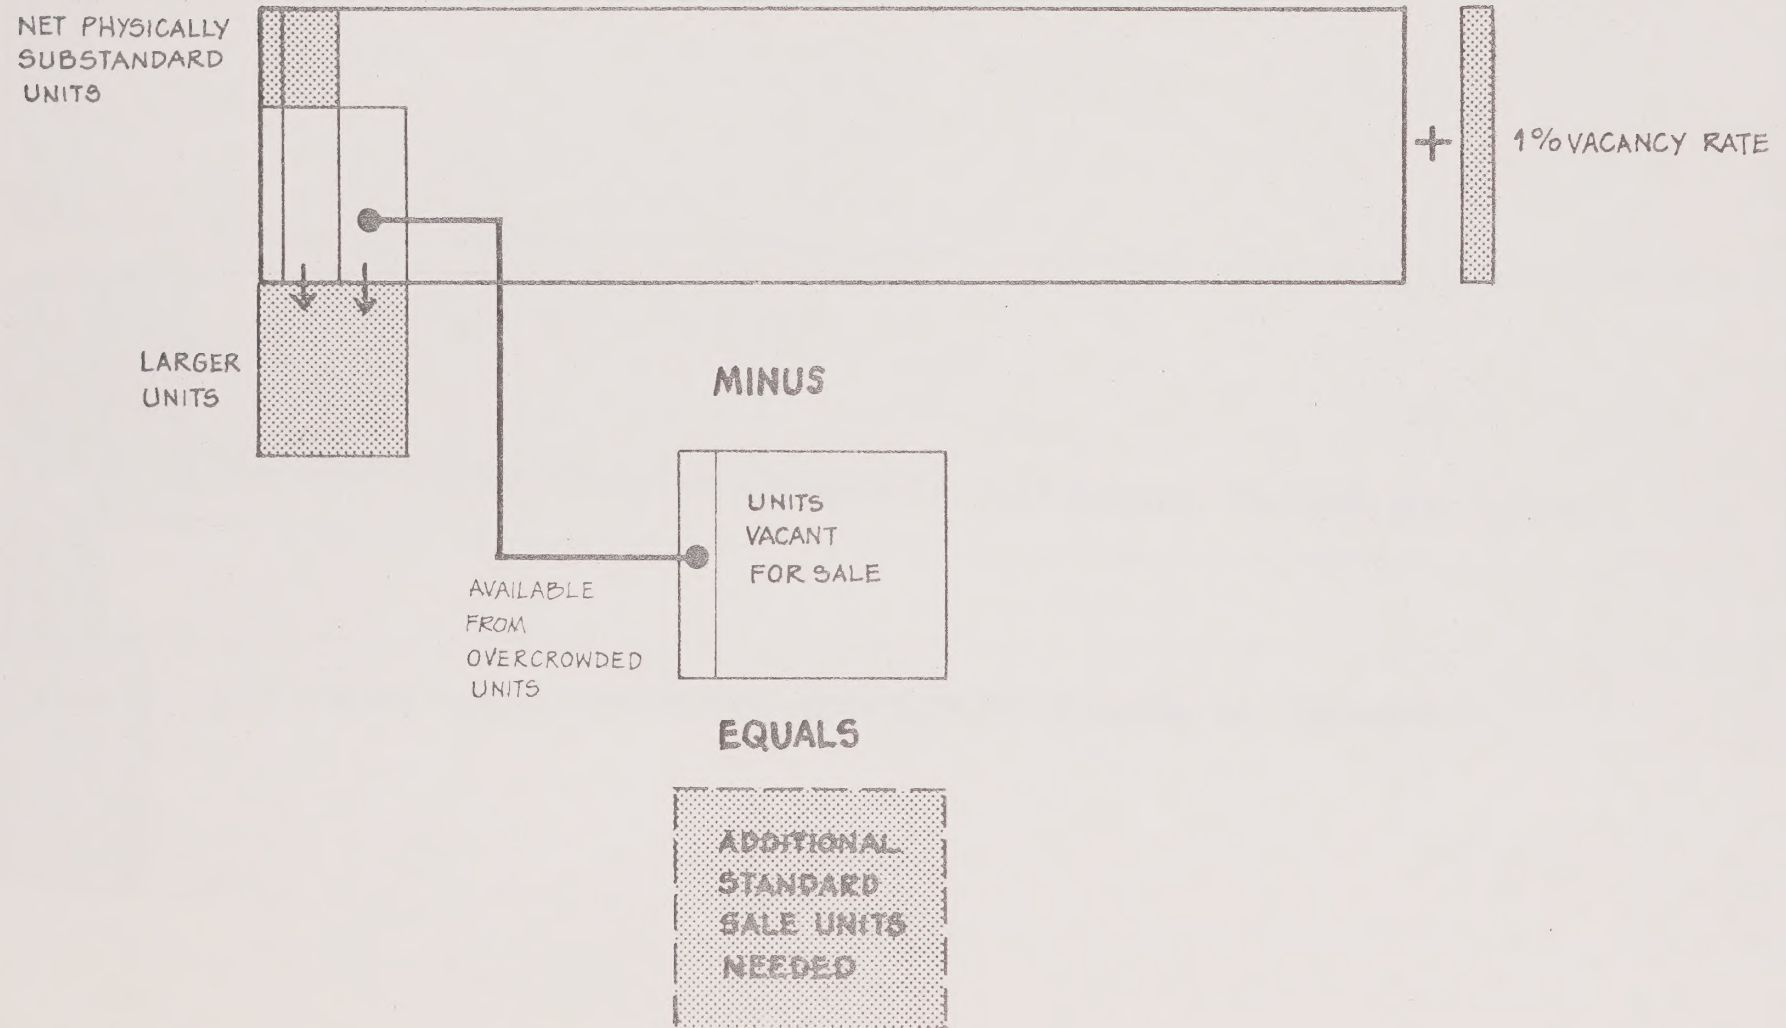 NET PHYSICALLY
SUBSTANDARD
UNITS
+
1% VACANCY RATE
LARGER
UNITS
MINUS
UNITS
VACANT
FOR SALE
AVAILABLE
FROM
OVERCROWDED
UNITS
EQUALS
ADDITIONAL
STANDARD
SALE UNITS
NEEDED